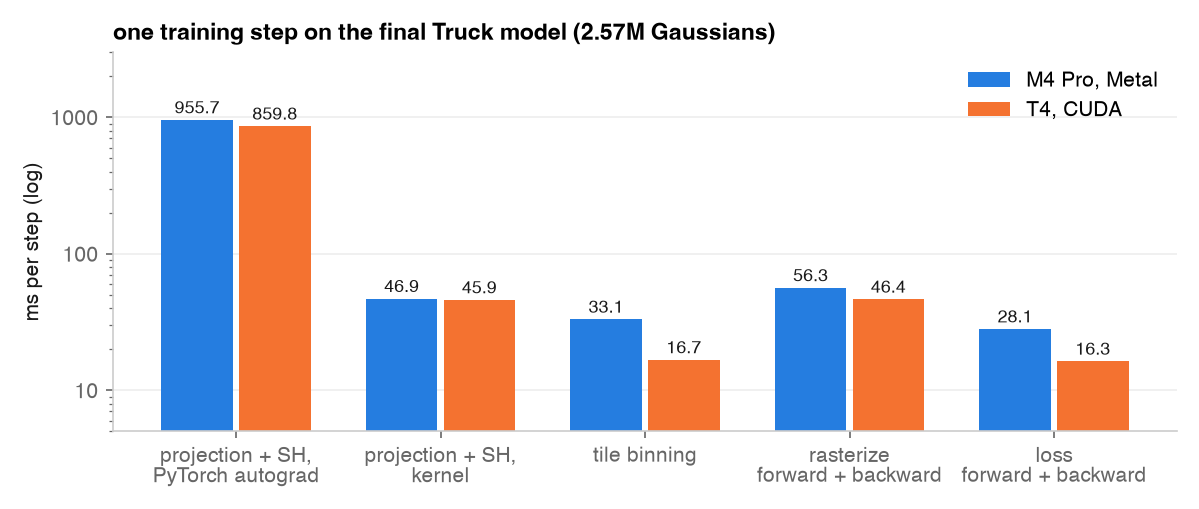 one training step on the final Truck model (2.57M Gaussians)
M4 Pro, Metal
T4, CUDA
ms per step (log)
1000
100
10
955.7
859.8
46.9
45.9
33.1
16.7
56.3
46.4
28.1
16.3
projection + SH,
PyTorch autograd
projection + SH,
kernel
tile binning
rasterize
forward + backward
loss
forward + backward